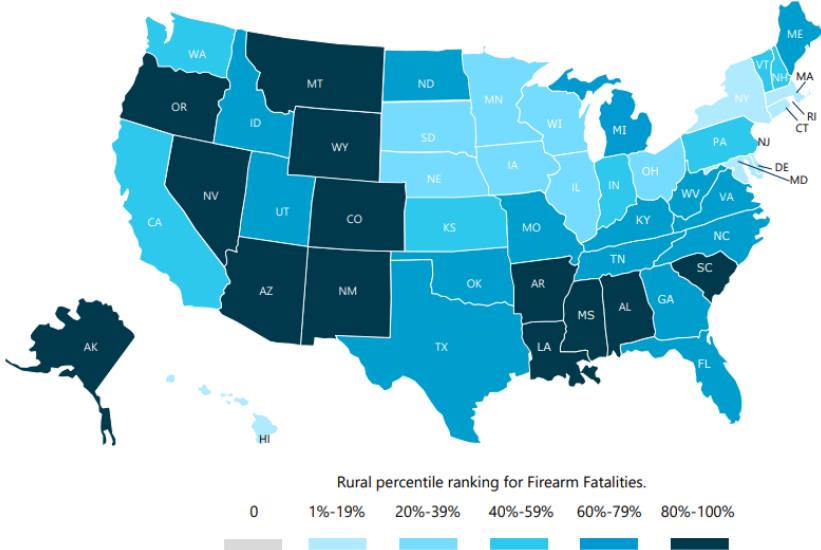 ME
WA
VT
NH
MA
MT
ND
MN
OR
NY
RI
ID
WI
CT
SD
MI
WY
PA
NJ
IA
NE
OH
DE
IL
IN
MD
NV
UT
CO
WV
VA
CA
KS
MO
KY
NC
TN
OK
AR
SC
AZ
NM
MS
AL
GA
LA
TX
AK
FL
HI
Rural percentile ranking for Firearm Fatalities.
0 1%-19% 20%-39% 40%-59% 60%-79% 80%-100%